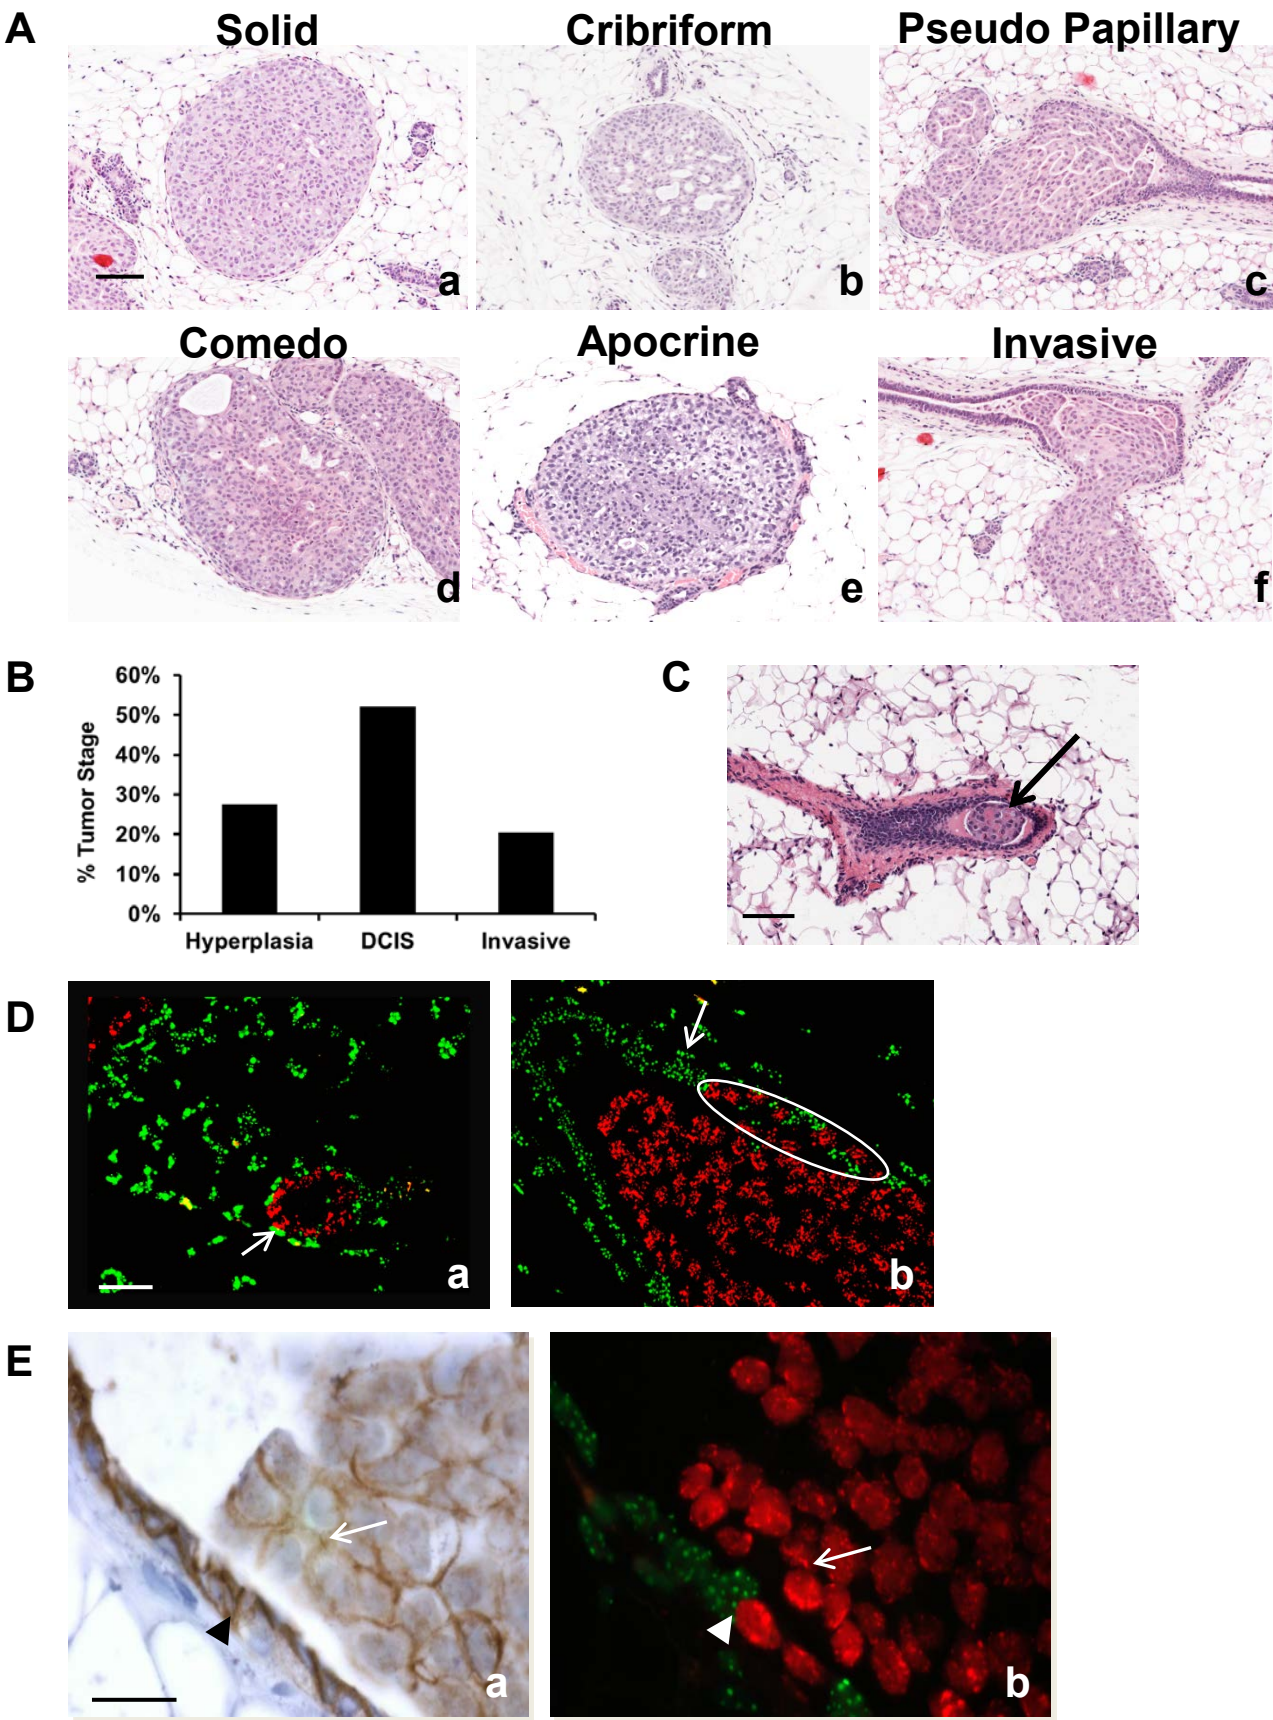 A
Solid
Cribriform
Pseudo Papillary
a
b
c
Comedo
Apocrine
Invasive
d
e
f
B
% Tumor Stage
60%
50%
40%
30%
20%
10%
0%
Hyperplasia
DCIS
Invasive
C
D
a
b
E
a
b